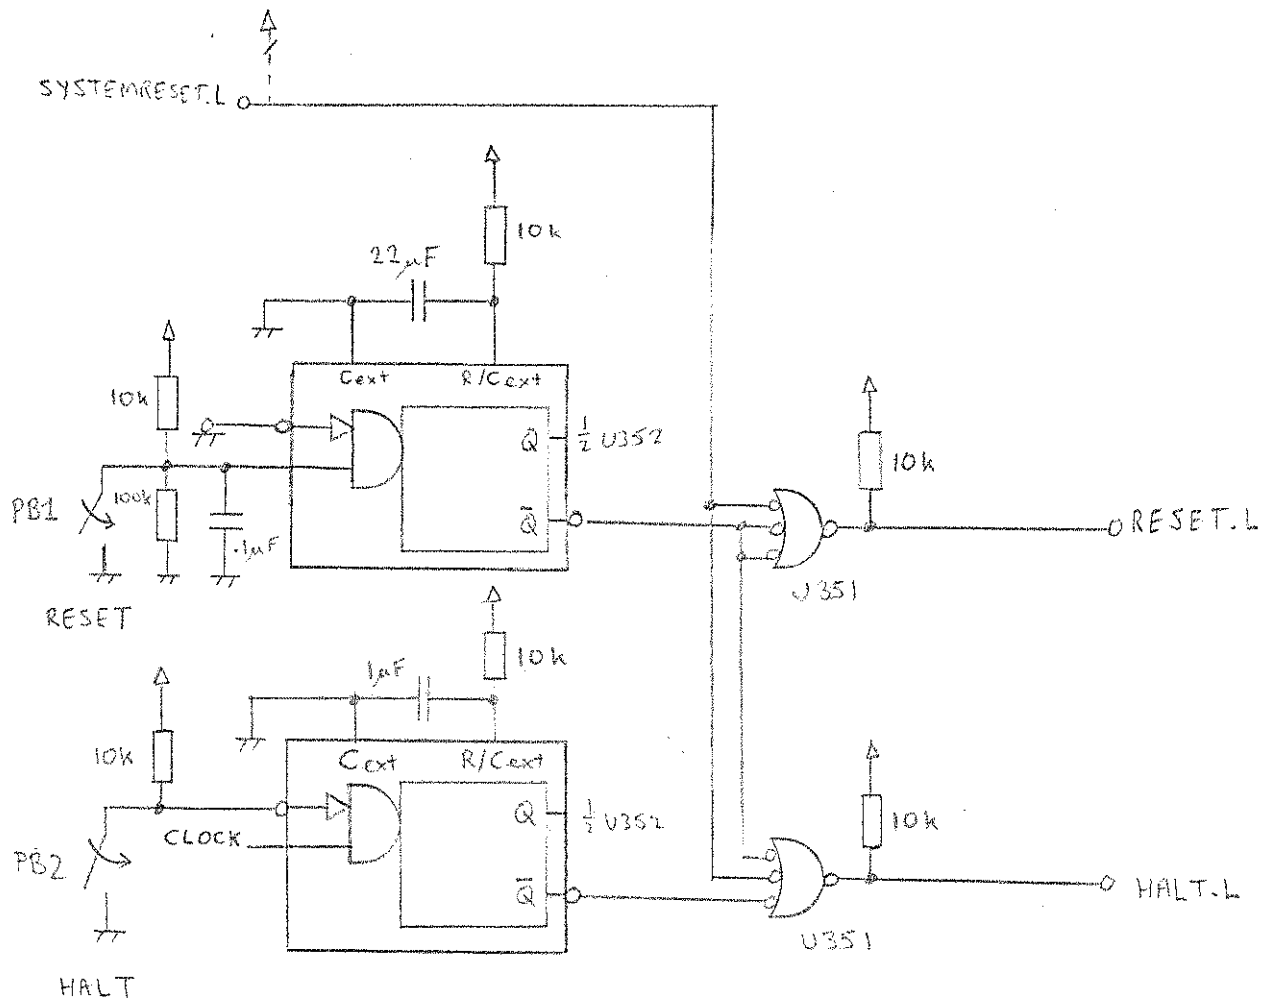 SYSTEMRESET.L
10k
22µF
Cext
R/Cext
10k
Q
½ U352
10k
PB1
100k
Q̅
RESET.L
.1µF
U351
RESET
10k
1µF
10k
Cext
R/Cext
Q
½ U352
10k
CLOCK
PB2
Q̅
HALT.L
U351
HALT